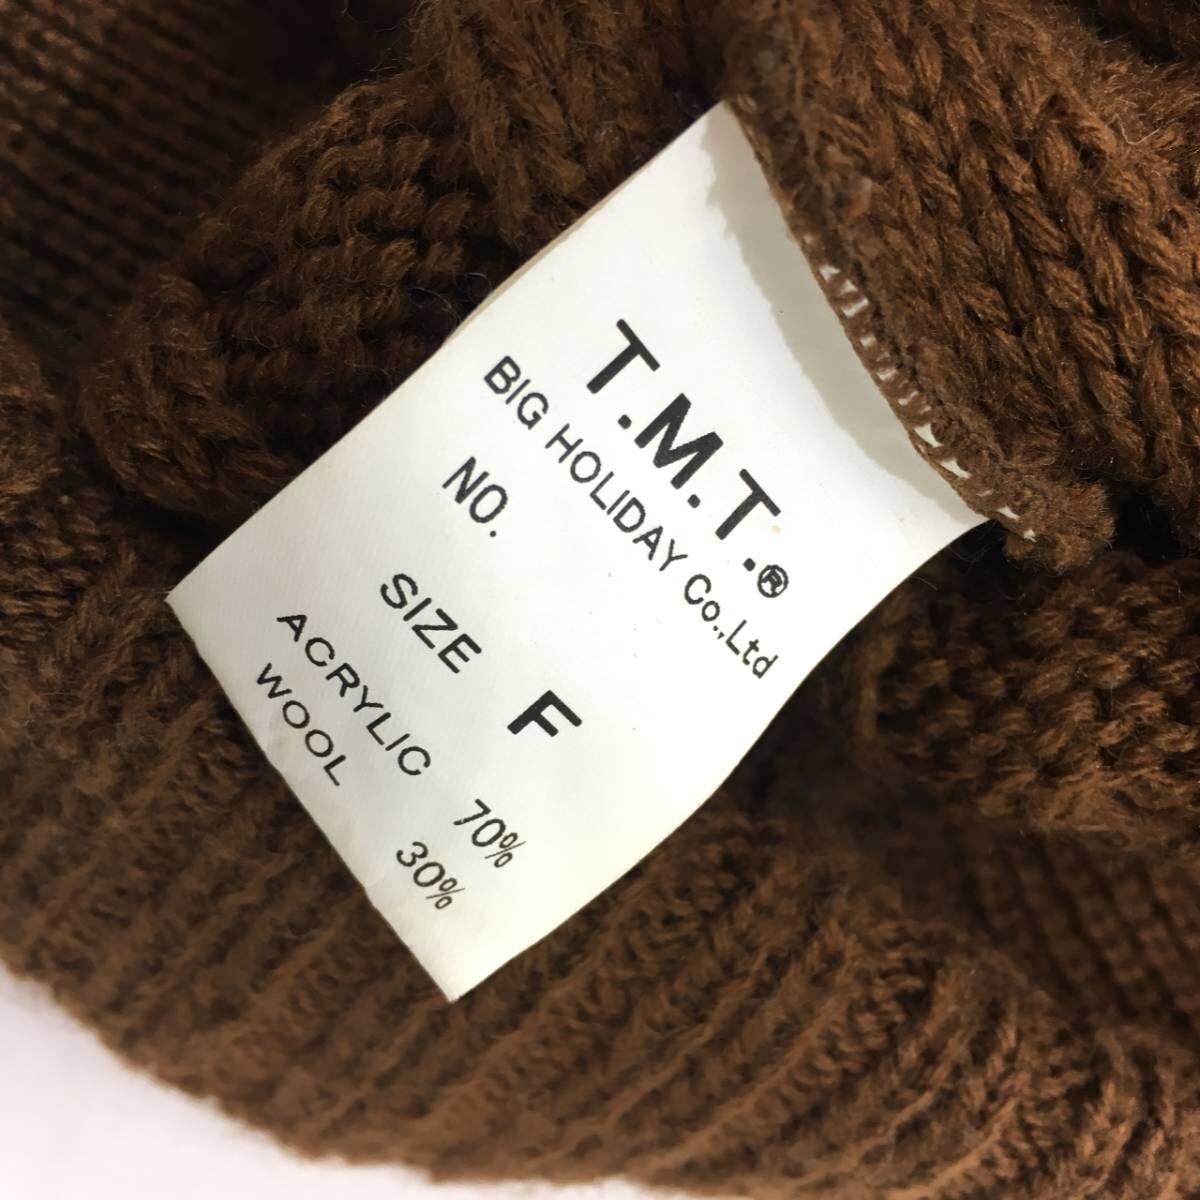 T.M.T.®
BIG HOLIDAY Co.,Ltd
NO.
SIZE F
ACRYLIC 70%
WOOL 30%